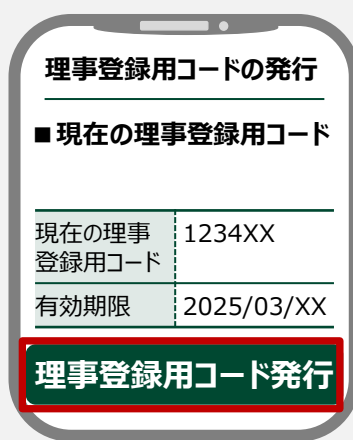 理事登録用コードの発行
■現在の理事登録用コード
現在の理事 1234XX
登録用コード
有効期限 2025/03/XX
理事登録用コード発行